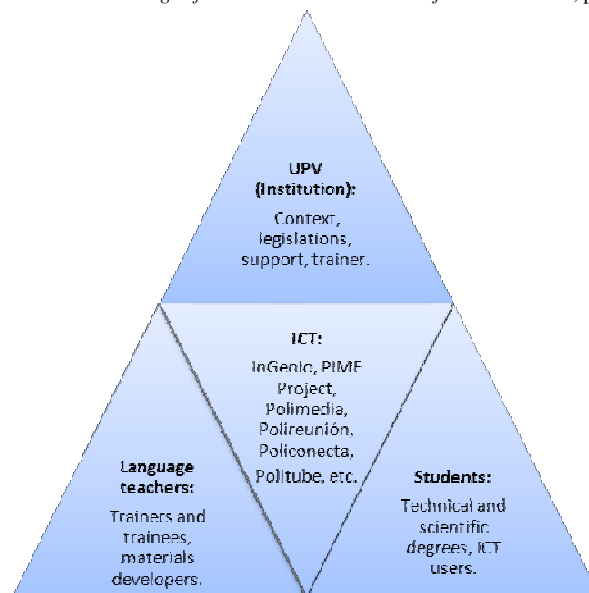 UPV
(Institution):
Context,
legislations,
support, trainer.
ICT:
InGenio, PIME
Project,
Polimedia,
Polireunión,
Policonecta,
Politube, etc.
Language
teachers:
Trainers and
trainees,
materials
developers.
Students:
Technical and
scientific
degrees, ICT
users.